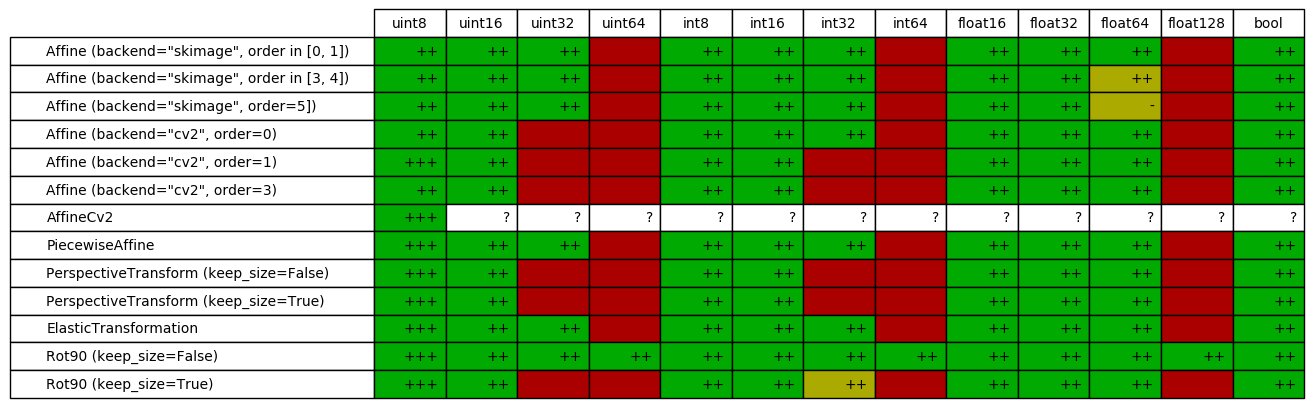 uint8 uint16 uint32 uint64 int8 int16 int32 int64 float16 float32 float64 float128 bool
Affine (backend="skimage", order in [0, 1]) ++ ++ ++ ++ ++ ++ ++ ++ ++ ++
Affine (backend="skimage", order in [3, 4]) ++ ++ ++ ++ ++ ++ ++ ++ ++ ++
Affine (backend="skimage", order=5]) ++ ++ ++ ++ ++ ++ ++ ++ - ++
Affine (backend="cv2", order=0) ++ ++ ++ ++ ++ ++ ++ ++ ++
Affine (backend="cv2", order=1) +++ ++ ++ ++ ++ ++ ++ ++
Affine (backend="cv2", order=3) ++ ++ ++ ++ ++ ++ ++ ++
AffineCv2 +++ ? ? ? ? ? ? ? ? ? ? ? ?
PiecewiseAffine +++ ++ ++ ++ ++ ++ ++ ++ ++ ++
PerspectiveTransform (keep_size=False) +++ ++ ++ ++ ++ ++ ++ ++
PerspectiveTransform (keep_size=True) +++ ++ ++ ++ ++ ++ ++ ++
ElasticTransformation +++ ++ ++ ++ ++ ++ ++ ++ ++ ++
Rot90 (keep_size=False) +++ ++ ++ ++ ++ ++ ++ ++ ++ ++ ++ ++ ++
Rot90 (keep_size=True) +++ ++ ++ ++ ++ ++ ++ ++ ++